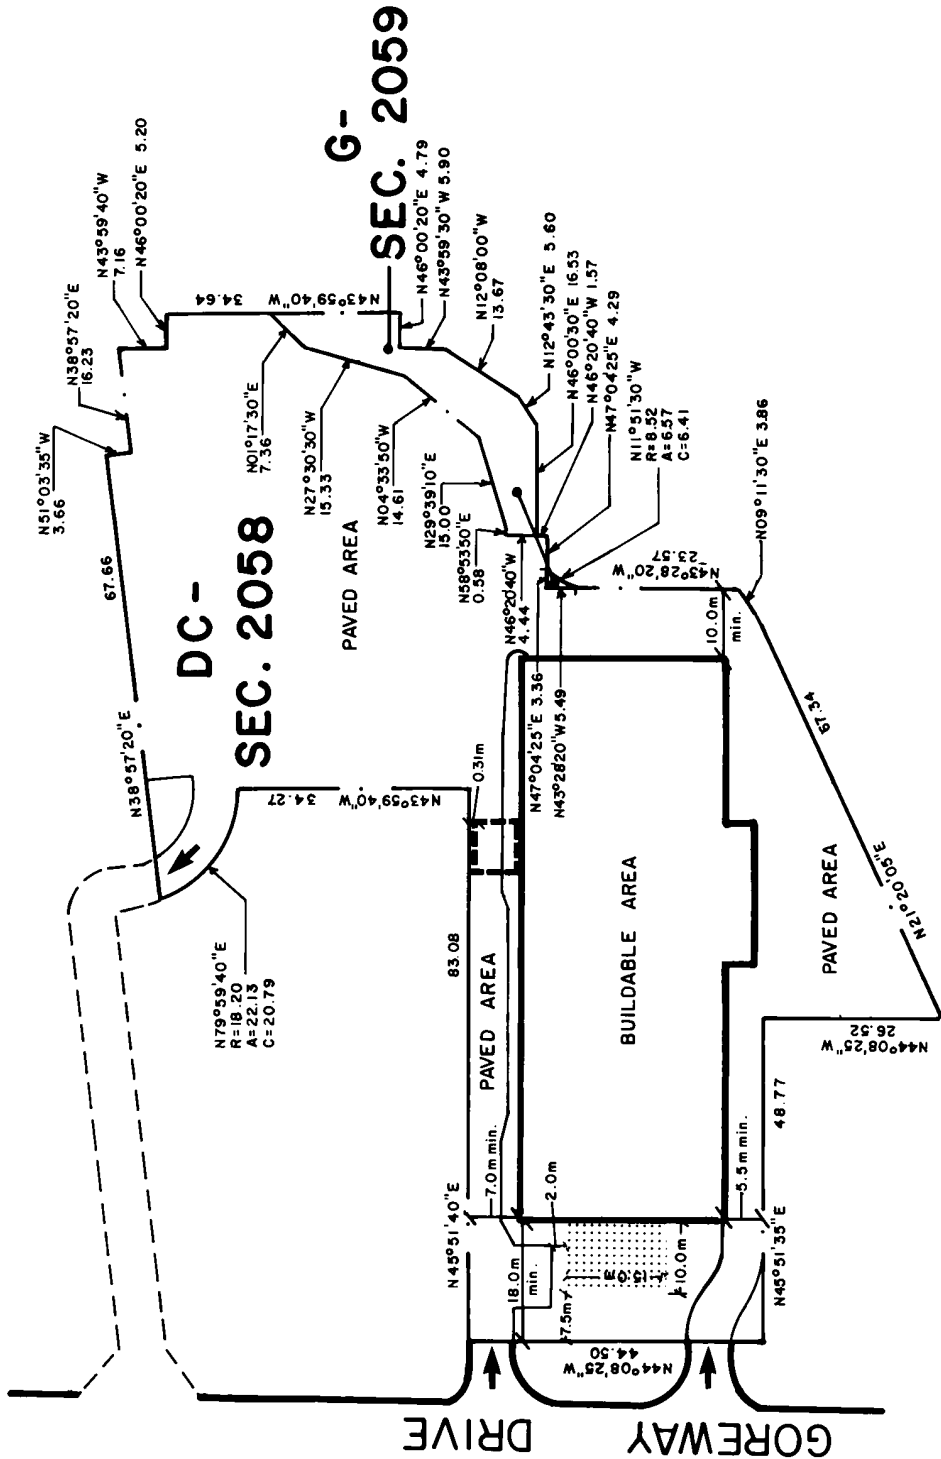 N43°59'40"W
7.16
N46°00'20"E 5.20
N38°57'20"E
16.23
N51°03'35"W
3.66
67.66
34.64
N43°59'40"W
G-
SEC. 2059
N46°00'20"E 4.79
N43°59'30"W 5.90
N12°08'00"W
13.67
N12°43'30"E 5.60
N46°00'30"E 16.53
N46°20'40"W 1.57
N47°04'25"E 4.29
N11°51'30"W
R=8.52
A=6.57
C=6.41
N09°11'30"E 3.86
N01°17'30"E
7.36
N27°30'30"W
15.33
N04°33'50"W
14.61
N29°39'10"E
15.00
N58°53'50"E
0.58
N46°20'40"W
4.44
DC-
SEC. 2058
PAVED AREA
N43°28'20"W
23.57
10.0m
min.
N47°04'25"E 3.36
N43°28'20"W 5.49
N38°57'20"E
34.27
N43°59'40"W
0.31m
67.34
N21°20'05"E
N79°59'40"E
R=18.20
A=22.13
C=20.79
83.08
PAVED AREA
BUILDABLE AREA
PAVED AREA
N44°08'25"W
26.52
48.77
N45°51'40"E
7.0m min.
2.0m
5.5m min.
N45°51'35"E
18.0m
min.
15.0m
10.0m
7.5m
N44°08'25"W
44.50
GOREWAY
DRIVE